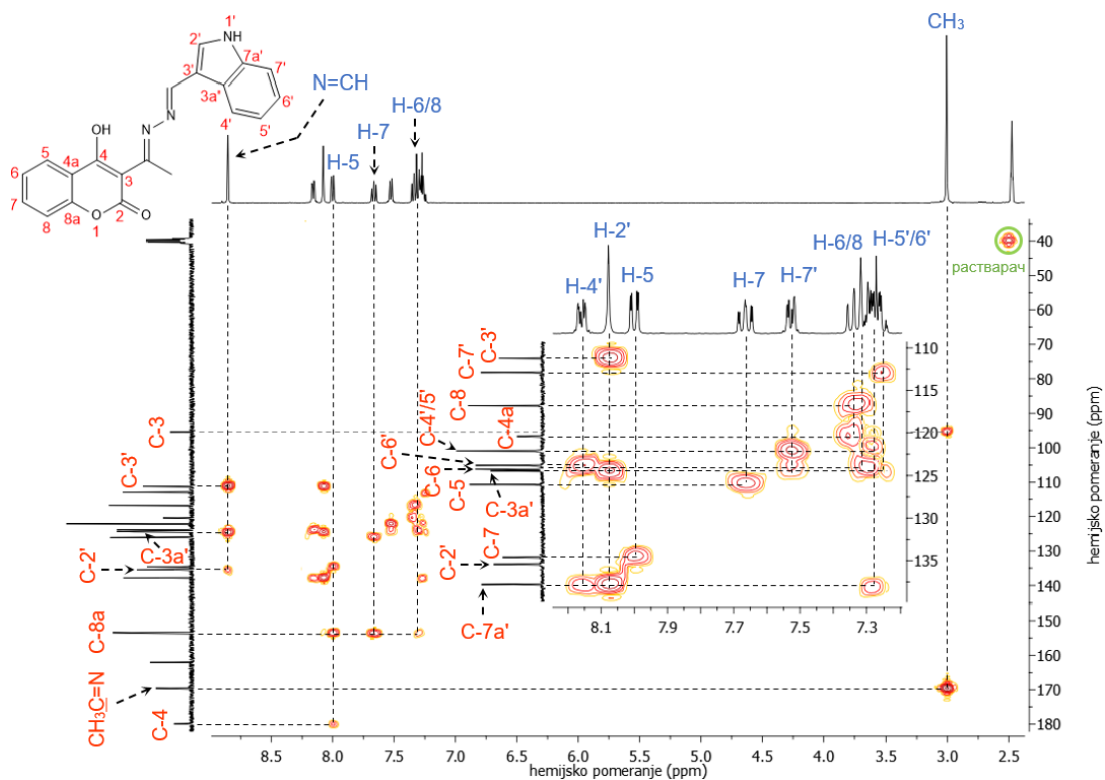 1'
NH
2'
7a'
7'
3'
3a'
6'
4'
5'
N
N
OH
5
4a
4
6
3
7
8a
2
O
O
8
1
N=CH
H-5
H-7
H-6/8
CH₃
H-4'
H-2'
H-5
H-7
H-7'
H-6/8
H-5'/6'
растварач
C-3'
C-7'
C-8
C-4a
C-4'/5'
C-6'
C-6
C-5
C-3a'
C-7
C-2'
C-7a'
110
115
120
125
130
135
140
8.1
7.9
7.7
7.5
7.3
C-3
C-3'
C-3a'
C-2'
C-8a
CH₃C=N
C-4
40
50
60
70
80
90
100
110
120
130
140
150
160
170
180
hemijsko pomeranje (ppm)
8.5
8.0
7.5
7.0
6.5
6.0
5.5
5.0
4.5
4.0
3.5
3.0
2.5
hemijsko pomeranje (ppm)